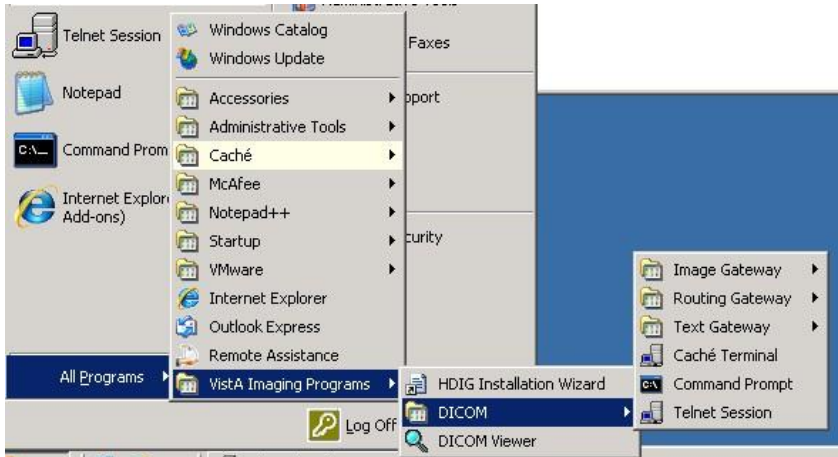 Telnet Session
Notepad
Command Prom
Internet Explor
Add-ons)
All Programs
Windows Catalog
Windows Update
Accessories
Administrative Tools
Caché
McAfee
Notepad++
Startup
VMware
Internet Explorer
Outlook Express
Remote Assistance
VistA Imaging Programs
Log Off
Administrative Tools
Faxes
pport
curity
HDIG Installation Wizard
DICOM
DICOM Viewer
Image Gateway
Routing Gateway
Text Gateway
Caché Terminal
Command Prompt
Telnet Session